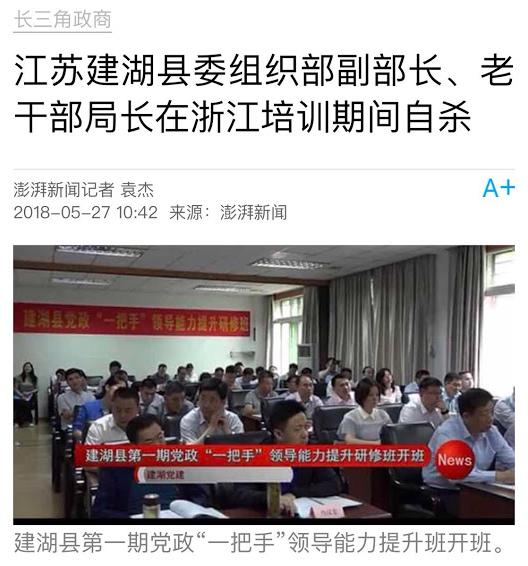 长三角政商
江苏建湖县委组织部副部长、老
干部局长在浙江培训期间自杀
澎湃新闻记者 袁杰
A+
2018-05-27 10:42 来源：澎湃新闻
建湖县党政“一把手”领导能力提升研修班
建湖县第一期党政“一把手”领导能力提升研修班开班
News
建湖党建
建湖县第一期党政“一把手”领导能力提升班开班。